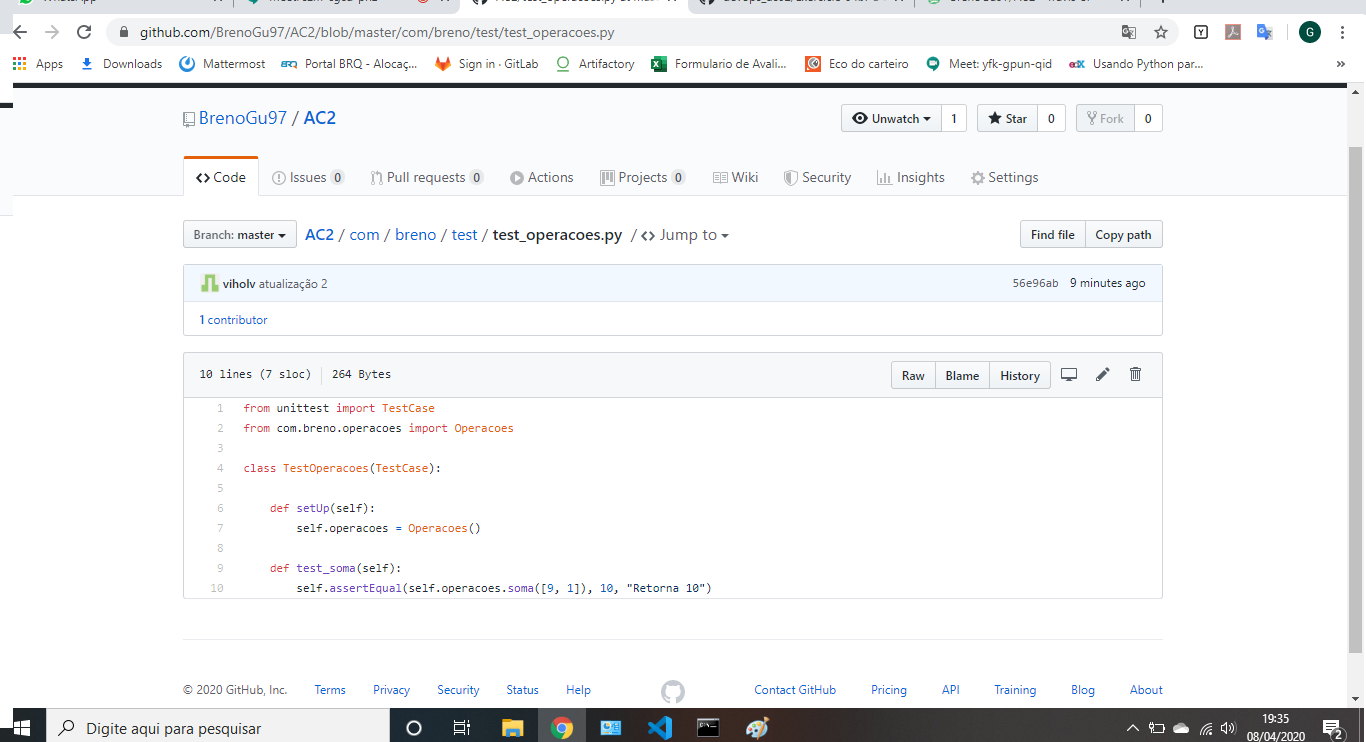 WhatsApp
github.com/BrenoGu97/AC2/blob/master/com/breno/test/test_operacoes.py
G
Apps Downloads Mattermost BRQ Portal BRQ - Alocaç... Sign in · GitLab Artifactory Formulario de Avali... Eco do carteiro Meet: yfk-gpun-qid edX Usando Python par... »
BrenoGu97 / AC2
Unwatch 1 Star 0 Fork 0
Code Issues 0 Pull requests 0 Actions Projects 0 Wiki Security Insights Settings
Branch: master AC2 / com / breno / test / test_operacoes.py / Jump to
Find file Copy path
viholv atualização 2 56e96ab 9 minutes ago
1 contributor
10 lines (7 sloc) 264 Bytes Raw Blame History
1 from unittest import TestCase
2 from com.breno.operacoes import Operacoes
3
4 class TestOperacoes(TestCase):
5
6 def setUp(self):
7 self.operacoes = Operacoes()
8
9 def test_soma(self):
10 self.assertEqual(self.operacoes.soma([9, 1]), 10, "Retorna 10")
© 2020 GitHub, Inc. Terms Privacy Security Status Help Contact GitHub Pricing API Training Blog About
Digite aqui para pesquisar
19:35
08/04/2020
2